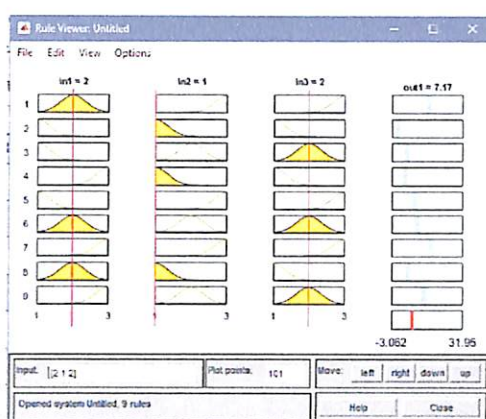 Rule Viewer: Untitled
File Edit View Options
in1 = 2 in2 = 1 in3 = 2 out1 = 7.17
1
2
3
4
5
6
7
8
9
1 3 1 3 1 3
-3.062 31.95
Input: [2 1 2] Plot points: 101 Move: left right down up
Opened system Untitled, 9 rules Help Close